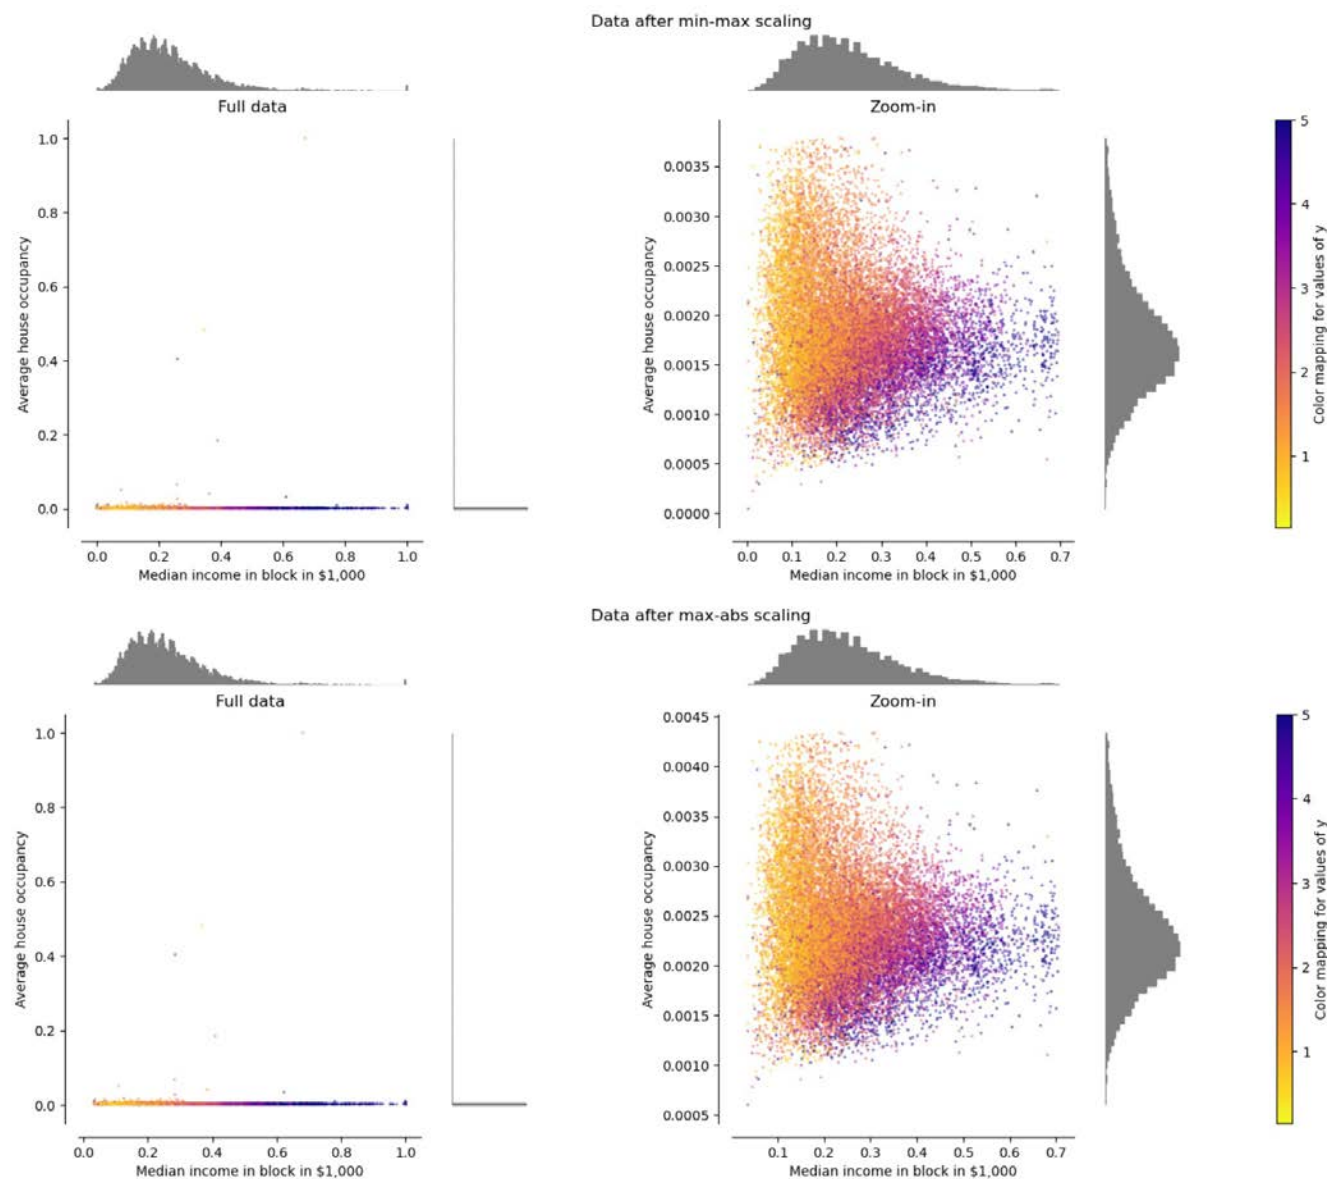 Data after min-max scaling
Full data
Zoom-in
1.0
0.8
0.6
0.4
0.2
0.0
Average house occupancy
0.0 0.2 0.4 0.6 0.8 1.0
Median income in block in $1,000
0.0035
0.0030
0.0025
0.0020
0.0015
0.0010
0.0005
0.0000
Average house occupancy
0.0 0.1 0.2 0.3 0.4 0.5 0.6 0.7
Median income in block in $1,000
5
4
3
2
1
Color mapping for values of y
Data after max-abs scaling
Full data
Zoom-in
1.0
0.8
0.6
0.4
0.2
0.0
Average house occupancy
0.0 0.2 0.4 0.6 0.8 1.0
Median income in block in $1,000
0.0045
0.0040
0.0035
0.0030
0.0025
0.0020
0.0015
0.0010
0.0005
Average house occupancy
0.1 0.2 0.3 0.4 0.5 0.6 0.7
Median income in block in $1,000
5
4
3
2
1
Color mapping for values of y